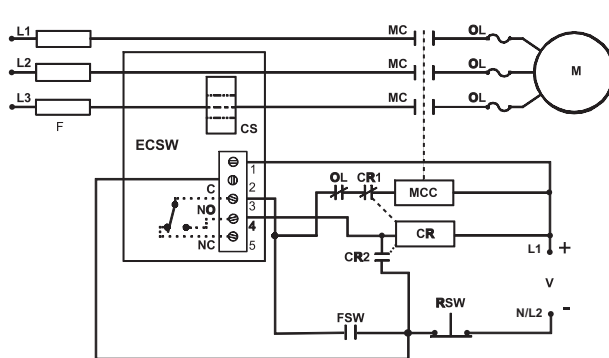 L1 MC OL
L2 MC OL M
L3 MC OL
F CS
ECSW
1
C 2
NO 3
4
NC 5
OL CR1
MCC
CR
CR2
L1 +
V
N/L2 -
FSW RSW